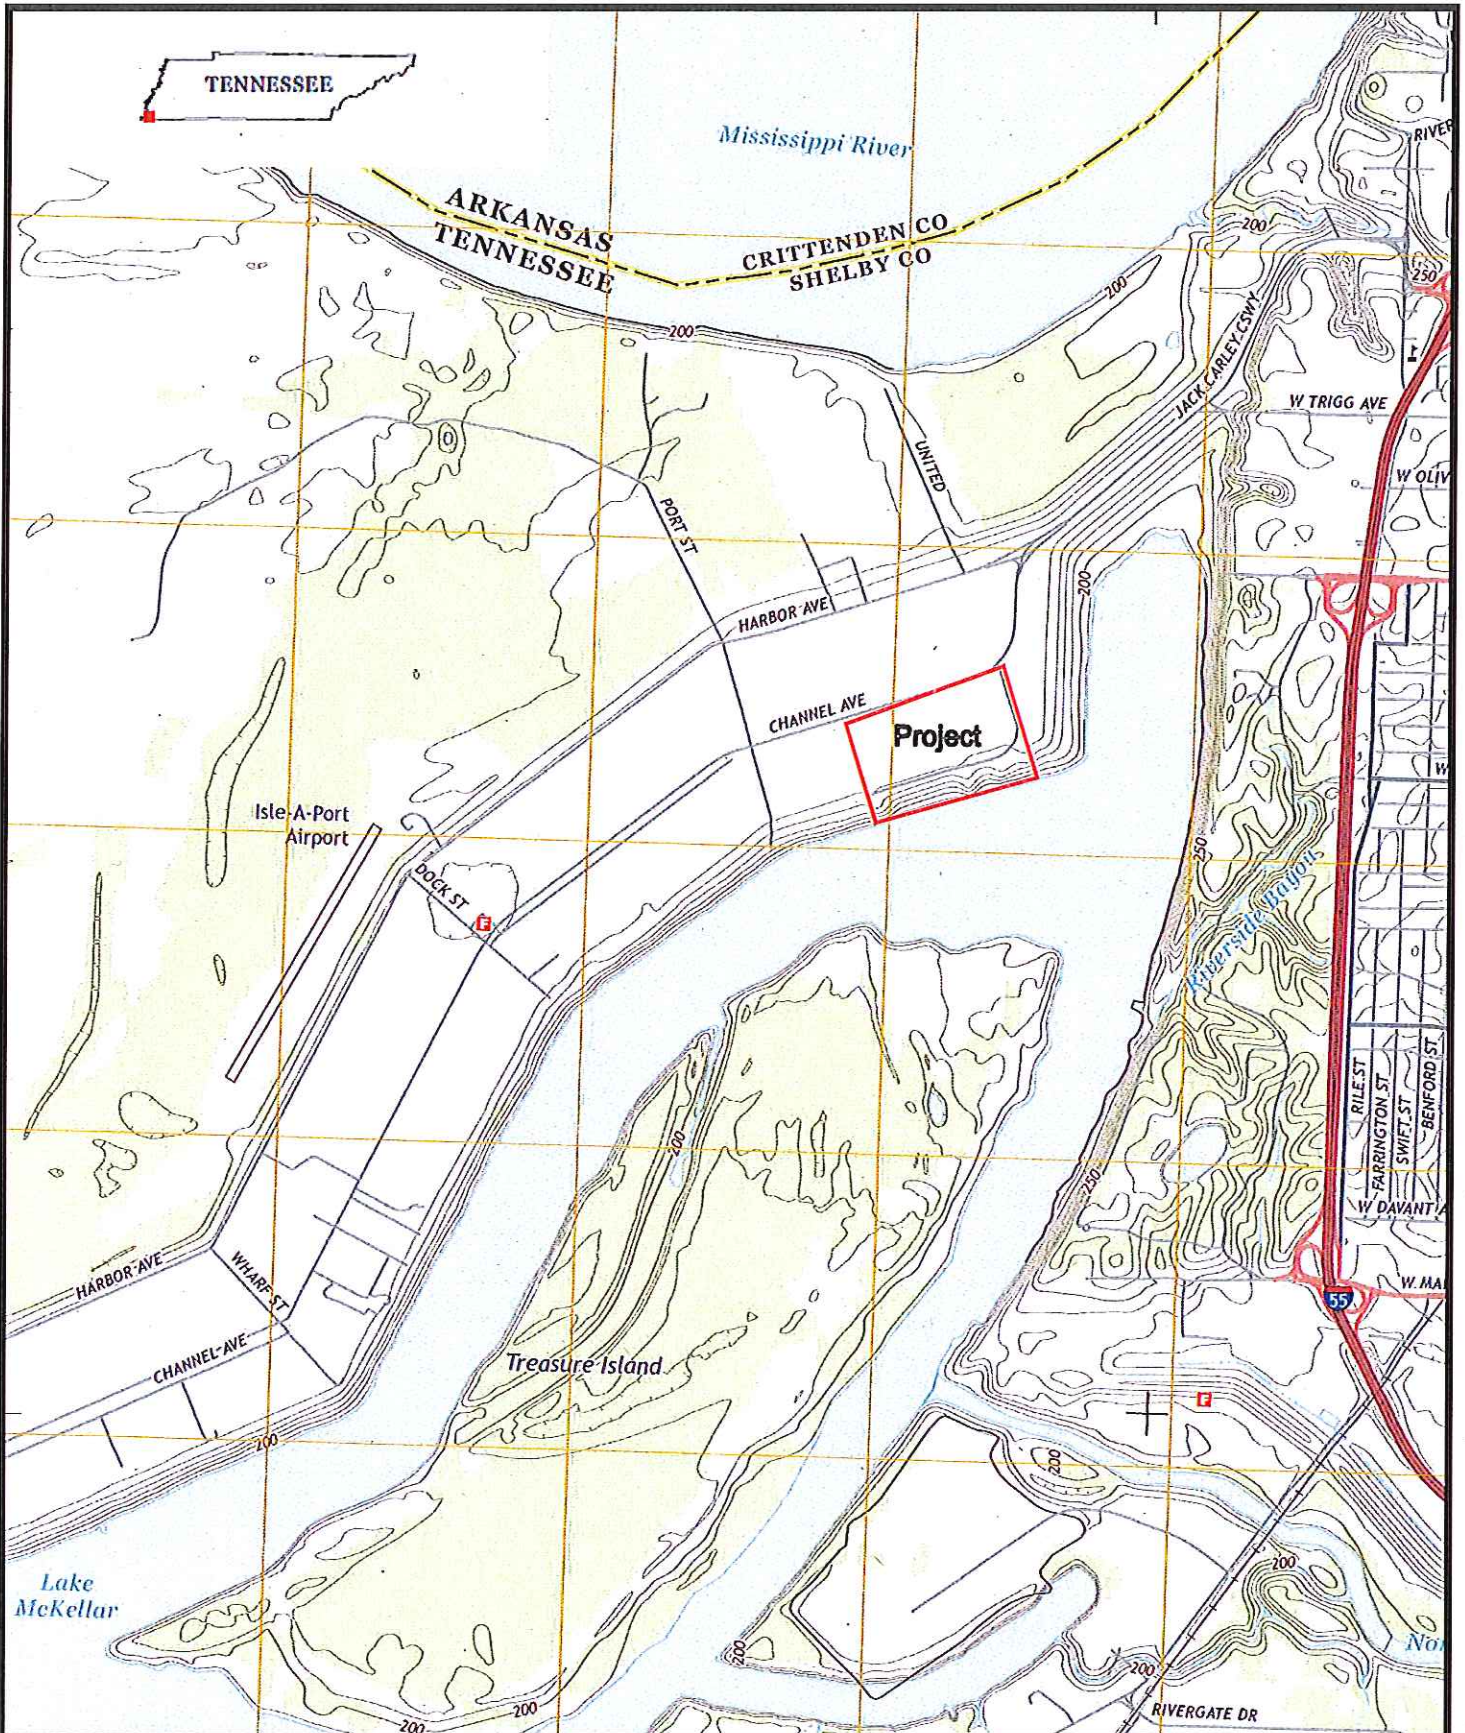 TENNESSEE
Mississippi River
RIVER
ARKANSAS
TENNESSEE
CRITTENDEN CO
SHELBY CO
200
200
200
250
JACK CARLEY CSWY
W TRIGG AVE
W OLIV
UNITED
PORT ST
HARBOR AVE
200
CHANNEL AVE
Project
W
Isle-A-Port
Airport
DOCK ST
F
250
Riverside Bayou
RILE ST
FARRINGTON ST
SWIFT ST
BENFORD ST
200
250
W DAVANT A
HARBOR AVE
WHARF ST
W MA
55
CHANNEL AVE
Treasure Island
F
200
200
Lake
McKellar
200
Non
200
200
200
200
RIVERGATE DR